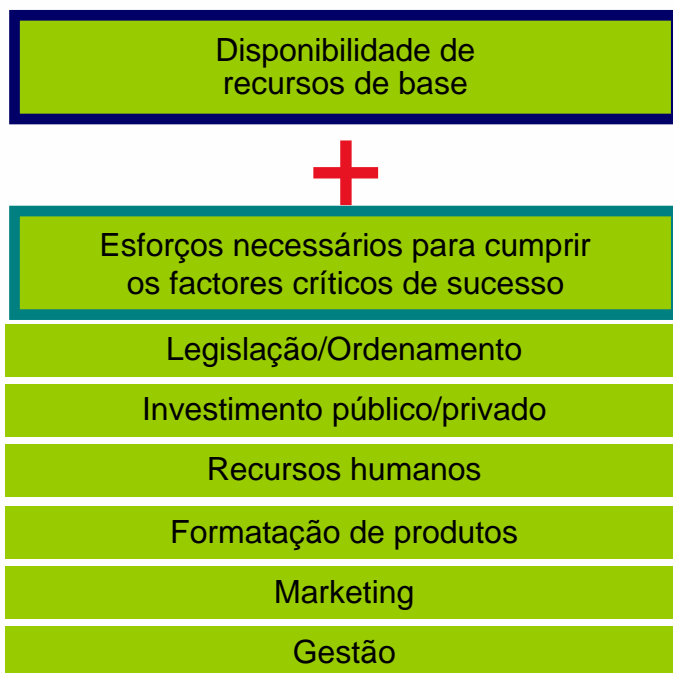 Disponibilidade de
recursos de base
+
Esforços necessários para cumprir
os factores críticos de sucesso
Legislação/Ordenamento
Investimento público/privado
Recursos humanos
Formatação de produtos
Marketing
Gestão